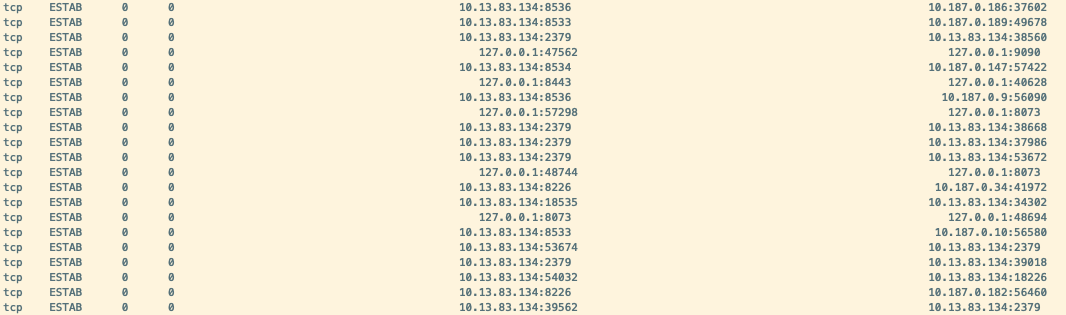 tcp ESTAB 0 0 10.13.83.134:8536 10.187.0.186:37602
tcp ESTAB 0 0 10.13.83.134:8533 10.187.0.189:49678
tcp ESTAB 0 0 10.13.83.134:2379 10.13.83.134:38560
tcp ESTAB 0 0 127.0.0.1:47562 127.0.0.1:9090
tcp ESTAB 0 0 10.13.83.134:8534 10.187.0.147:57422
tcp ESTAB 0 0 127.0.0.1:8443 127.0.0.1:40628
tcp ESTAB 0 0 10.13.83.134:8536 10.187.0.9:56090
tcp ESTAB 0 0 127.0.0.1:57298 127.0.0.1:8073
tcp ESTAB 0 0 10.13.83.134:2379 10.13.83.134:38668
tcp ESTAB 0 0 10.13.83.134:2379 10.13.83.134:37986
tcp ESTAB 0 0 10.13.83.134:2379 10.13.83.134:53672
tcp ESTAB 0 0 127.0.0.1:48744 127.0.0.1:8073
tcp ESTAB 0 0 10.13.83.134:8226 10.187.0.34:41972
tcp ESTAB 0 0 10.13.83.134:18535 10.13.83.134:34302
tcp ESTAB 0 0 127.0.0.1:8073 127.0.0.1:48694
tcp ESTAB 0 0 10.13.83.134:8533 10.187.0.10:56580
tcp ESTAB 0 0 10.13.83.134:53674 10.13.83.134:2379
tcp ESTAB 0 0 10.13.83.134:2379 10.13.83.134:39018
tcp ESTAB 0 0 10.13.83.134:54032 10.13.83.134:18226
tcp ESTAB 0 0 10.13.83.134:8226 10.187.0.182:56460
tcp ESTAB 0 0 10.13.83.134:39562 10.13.83.134:2379